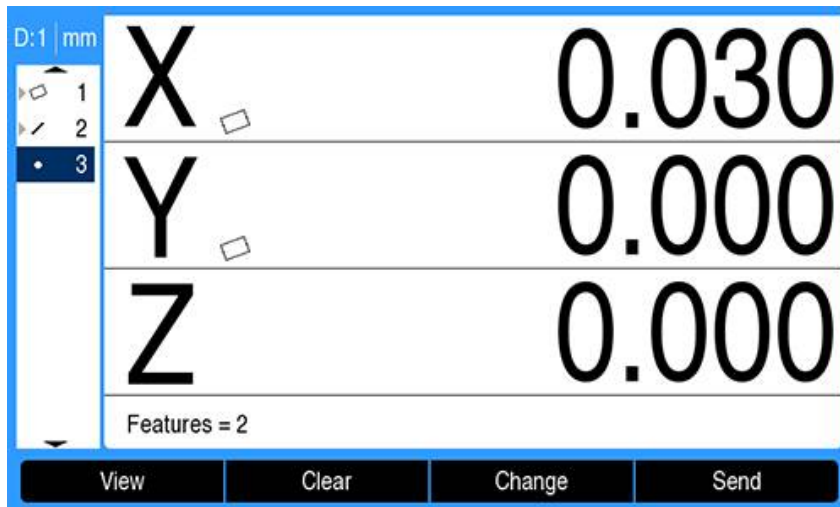 D:1 mm
1
2
3
X 0.030
Y 0.000
Z 0.000
Features = 2
View Clear Change Send